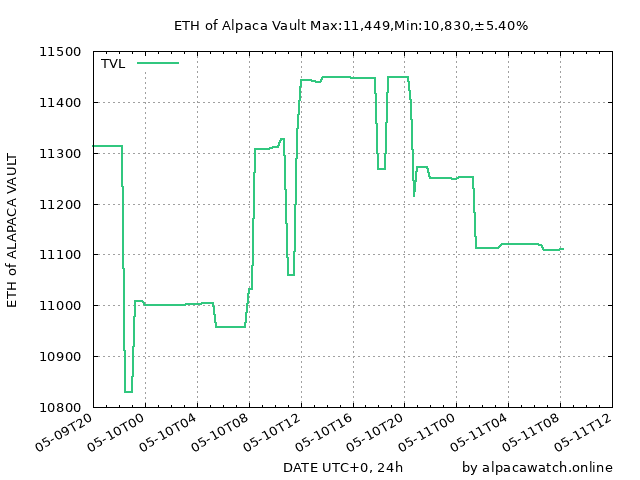 ETH of Alpaca Vault Max:11,449,Min:10,830,±5.40%
TVL
11500
11400
11300
11200
11100
11000
10900
10800
ETH of ALAPACA VAULT
05-09T20
05-10T00
05-10T04
05-10T08
05-10T12
05-10T16
05-10T20
05-11T00
05-11T04
05-11T08
05-11T12
DATE UTC+0, 24h
by alpacawatch.online